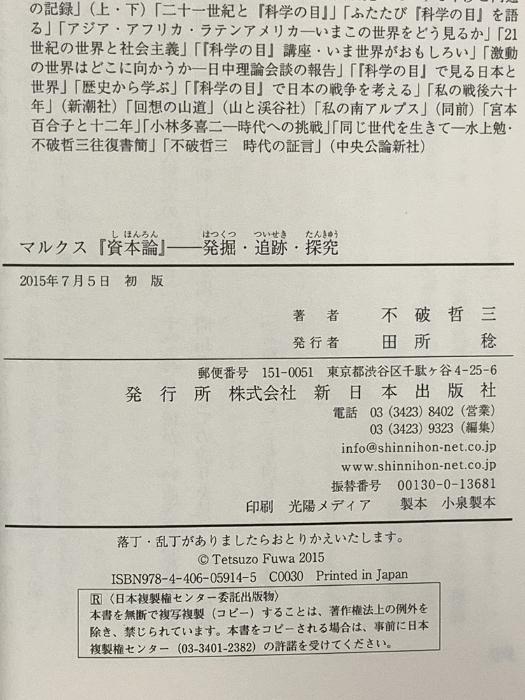 の記録」（上・下）「二十一世紀と『科学の目』」「ふたたび『科学の目』を語
る」「アジア・アフリカ・ラテンアメリカ―いまこの世界をどう見るか」「21
世紀の世界と社会主義」「『科学の目』講座・いま世界がおもしろい」「激動
の世界はどこに向かうか―日中理論会談の報告」「『科学の目』で見る日本と
世界」「歴史から学ぶ」「『科学の目』で日本の戦争を考える」「私の戦後六十
年」（新潮社）「回想の山道」（山と渓谷社）「私の南アルプス」（同前）「宮本
百合子と十二年」「小林多喜二―時代への挑戦」「同じ世代を生きて―水上勉・
不破哲三往復書簡」「不破哲三　時代の証言」（中央公論新社）
しほんろん　はっくつ　ついせき　たんきゅう
マルクス『資本論』――発掘・追跡・探究
2015年7月5日　初　版
著　者　不　破　哲　三
発行者　田　所　　　稔
郵便番号　151-0051　東京都渋谷区千駄ヶ谷4-25-6
発　行　所　株式会社　新　日　本　出　版　社
電話　03（3423）8402（営業）
03（3423）9323（編集）
info@shinnihon-net.co.jp
www.shinnihon-net.co.jp
振替番号　00130-0-13681
印刷　光陽メディア　　製本　小泉製本
落丁・乱丁がありましたらおとりかえいたします。
© Tetsuzo Fuwa 2015
ISBN978-4-406-05914-5　C0030　Printed in Japan
R〈日本複製権センター委託出版物〉
本書を無断で複写複製（コピー）することは、著作権法上の例外を
除き、禁じられています。本書をコピーされる場合は、事前に日本
複製権センター（03-3401-2382）の許諾を受けてください。